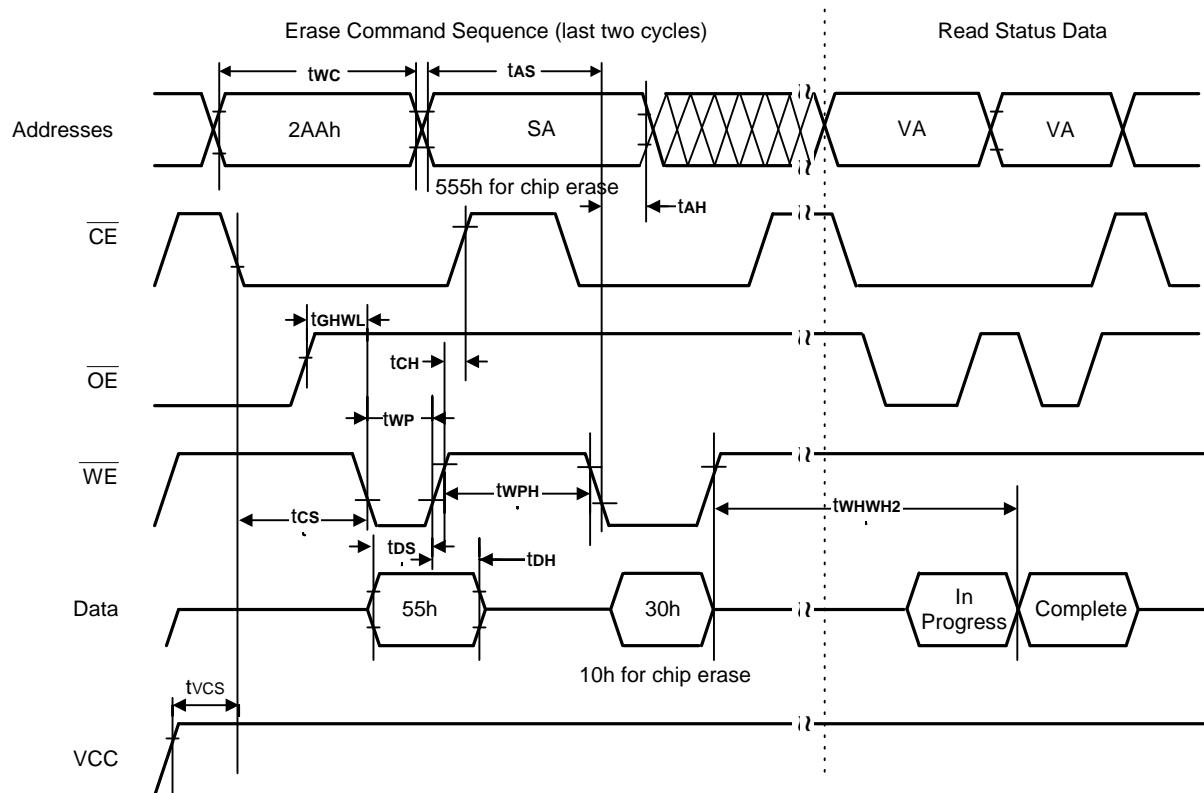 Erase Command Sequence (last two cycles)
Read Status Data
tWC
tAS
Addresses
2AAh
SA
VA
VA
555h for chip erase
tAH
CE
tGHWL
tCH
OE
tWP
WE
tWPH
tCS
tWHWH2
tDS
tDH
Data
55h
30h
In
Progress
Complete
10h for chip erase
tVCS
VCC